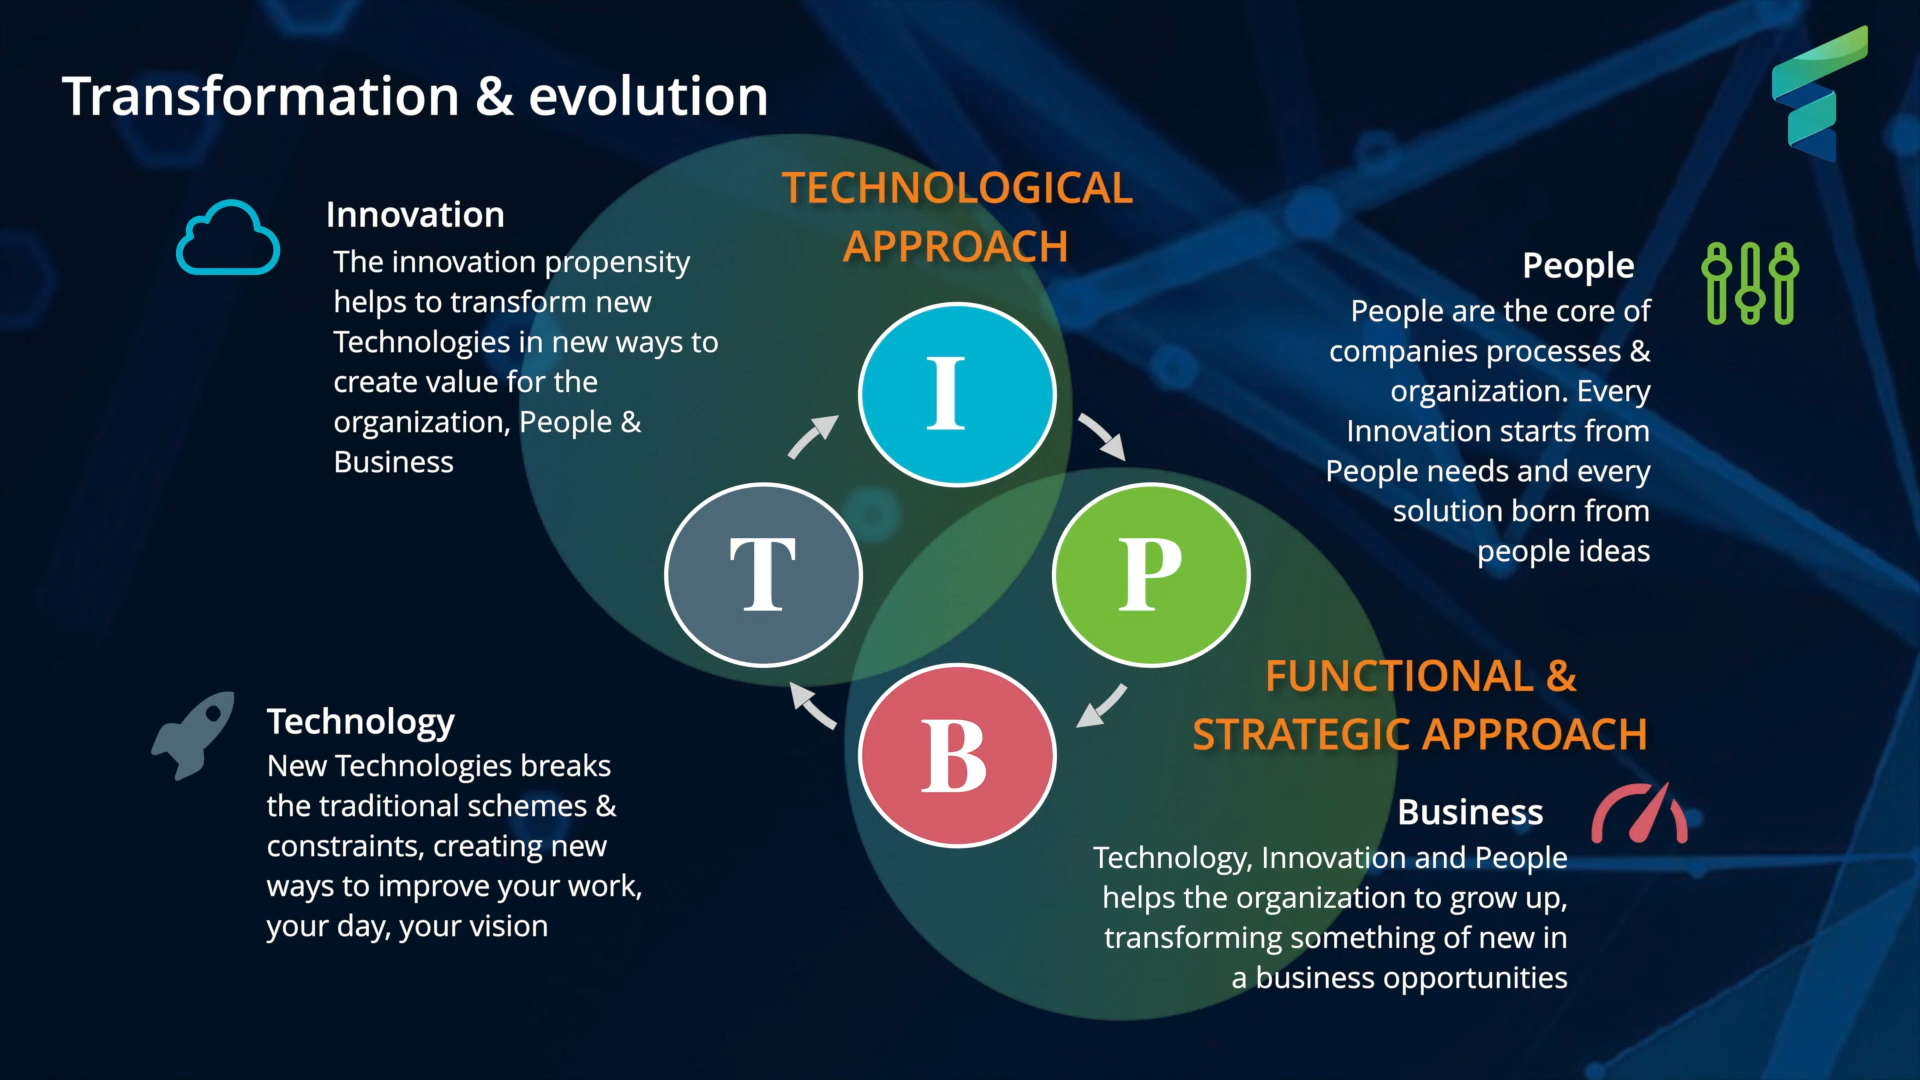 Transformation & evolution
TECHNOLOGICAL
APPROACH
Innovation
The innovation propensity
helps to transform new
Technologies in new ways to
create value for the
organization, People &
Business
People
People are the core of
companies processes &
organization. Every
Innovation starts from
People needs and every
solution born from
people ideas
I
T
P
B
FUNCTIONAL &
STRATEGIC APPROACH
Technology
New Technologies breaks
the traditional schemes &
constraints, creating new
ways to improve your work,
your day, your vision
Business
Technology, Innovation and People
helps the organization to grow up,
transforming something of new in
a business opportunities